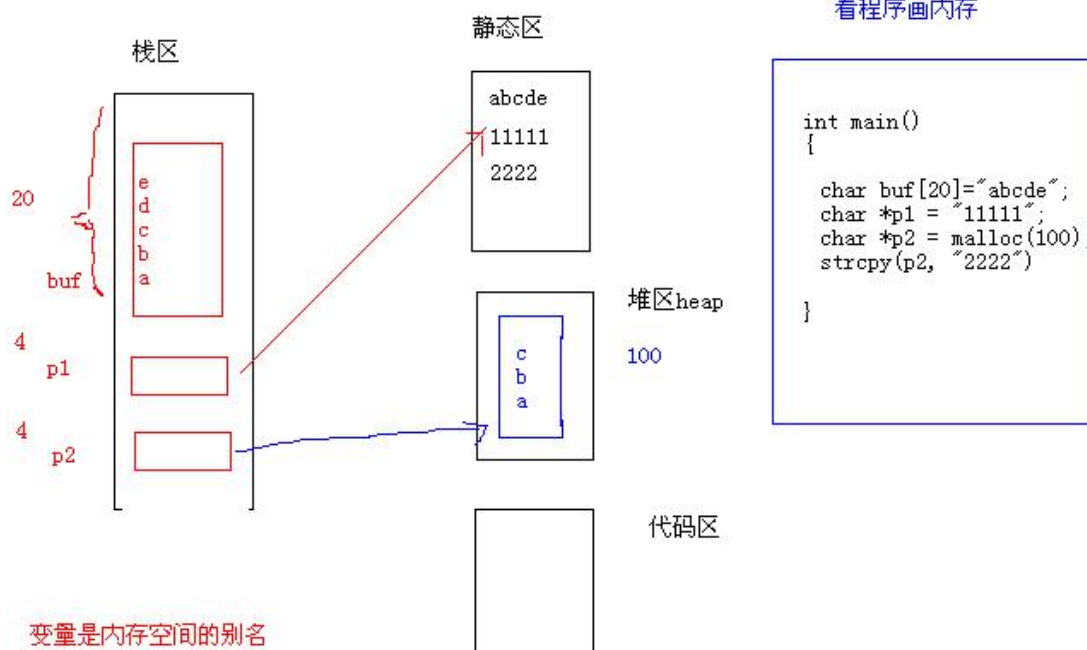 看程序画内存
静态区
栈区
abcde
11111
2222
int main()
{
char buf[20]="abcde";
char *p1 = "11111";
char *p2 = malloc(100)
strcpy(p2, "2222")
}
20
e
d
c
b
a
buf
堆区heap
100
c
b
a
4
p1
4
p2
代码区
变量是内存空间的别名